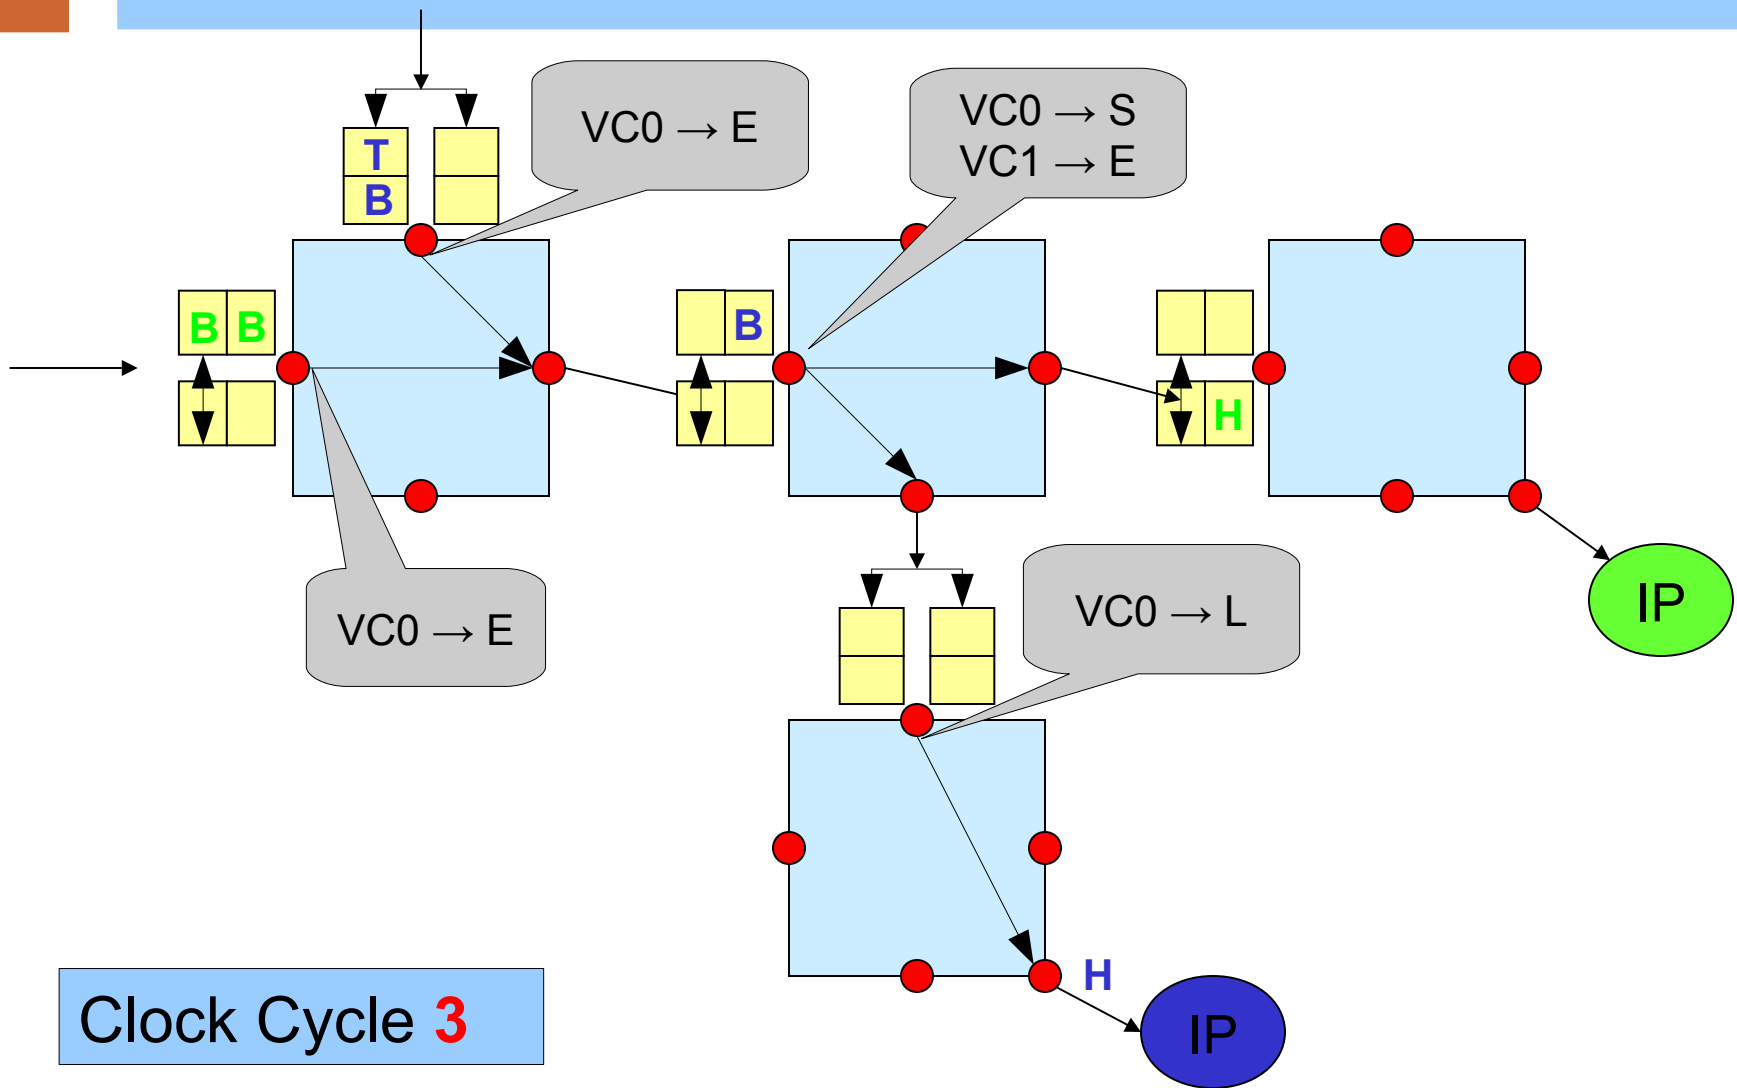 VC0 → E
VC0 → S
VC1 → E
T
B
B B
B
H
VC0 → E
VC0 → L
IP
H
IP
Clock Cycle 3